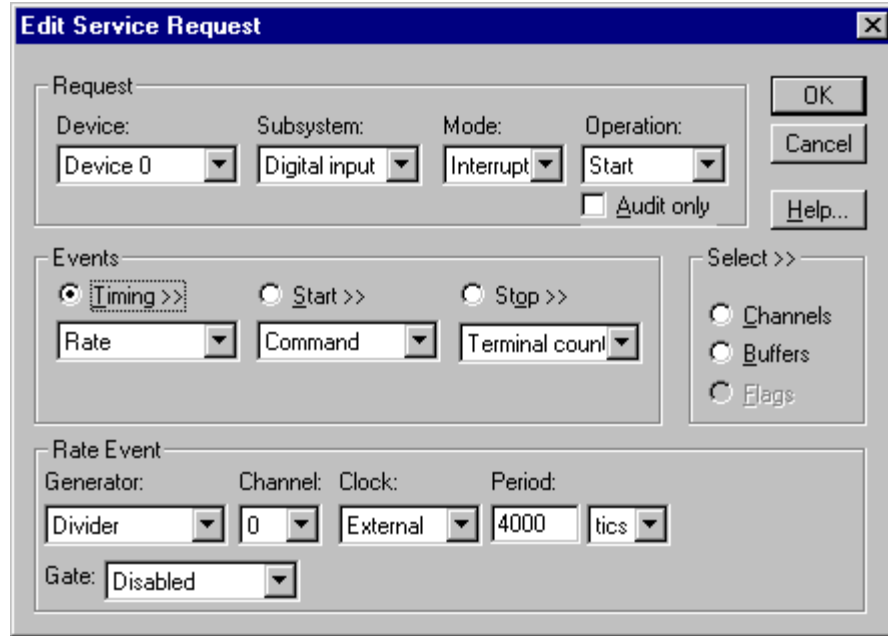 Edit Service Request
Request
OK
Device: Subsystem: Mode: Operation:
Cancel
Device 0 Digital input Interrupt Start
Audit only
Help...
Events
Select >>
Timing >> Start >> Stop >>
Channels
Rate Command Terminal count
Buffers
Flags
Rate Event
Generator: Channel: Clock: Period:
Divider 0 External 4000 tics
Gate: Disabled